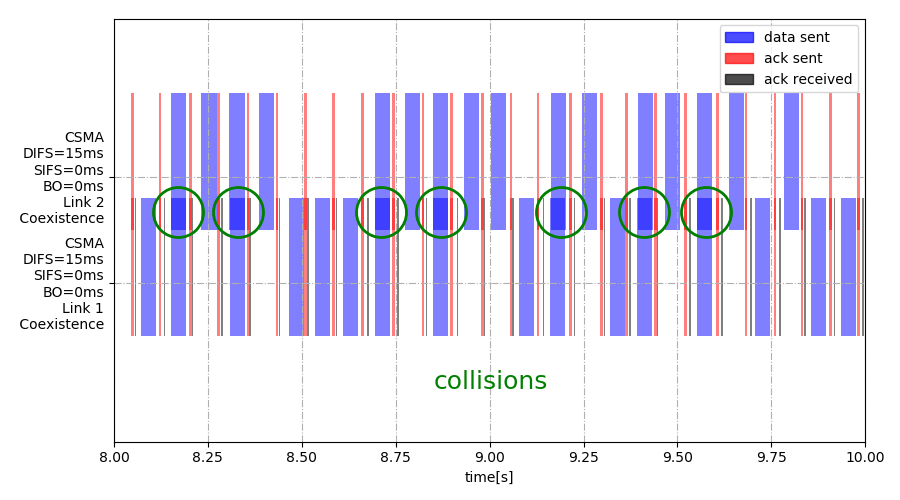 data sent
ack sent
ack received
CSMA
DIFS=15ms
SIFS=0ms
BO=0ms
Link 2
Coexistence
CSMA
DIFS=15ms
SIFS=0ms
BO=0ms
Link 1
Coexistence
collisions
8.00 8.25 8.50 8.75 9.00 9.25 9.50 9.75 10.00
time[s]